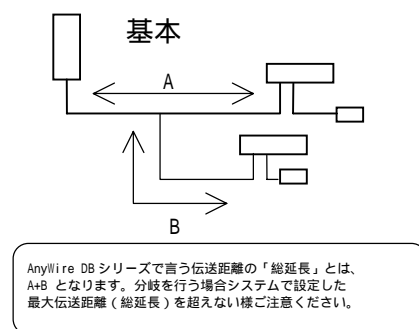 基本
A
B
AnyWire DB シリーズで言う伝送距離の「総延長」とは、
A+B となります。分岐を行う場合システムで設定した
最大伝送距離（総延長）を超えない様ご注意ください。